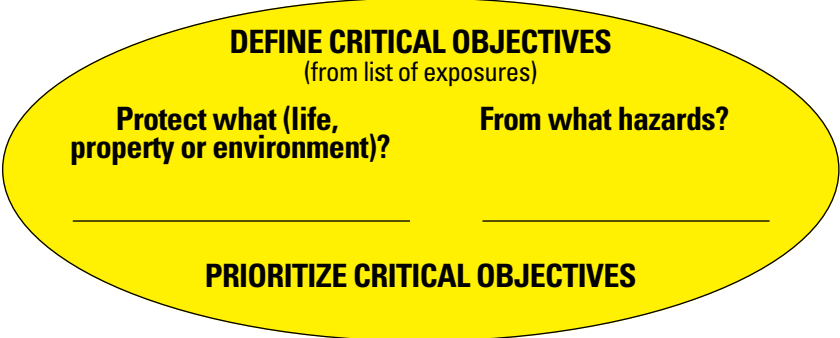 DEFINE CRITICAL OBJECTIVES
(from list of exposures)
Protect what (life,
property or environment)?
From what hazards?
PRIORITIZE CRITICAL OBJECTIVES